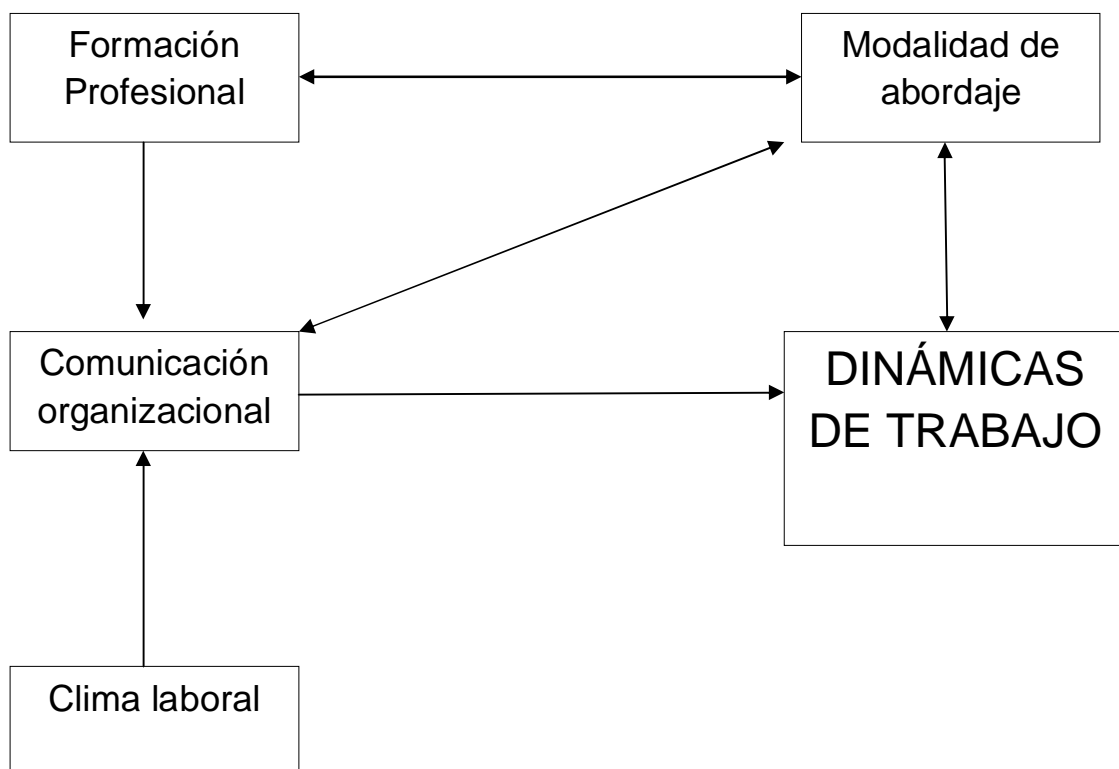 Formación
Profesional
Modalidad de
abordaje
Comunicación
organizacional
DINÁMICAS
DE TRABAJO
Clima laboral